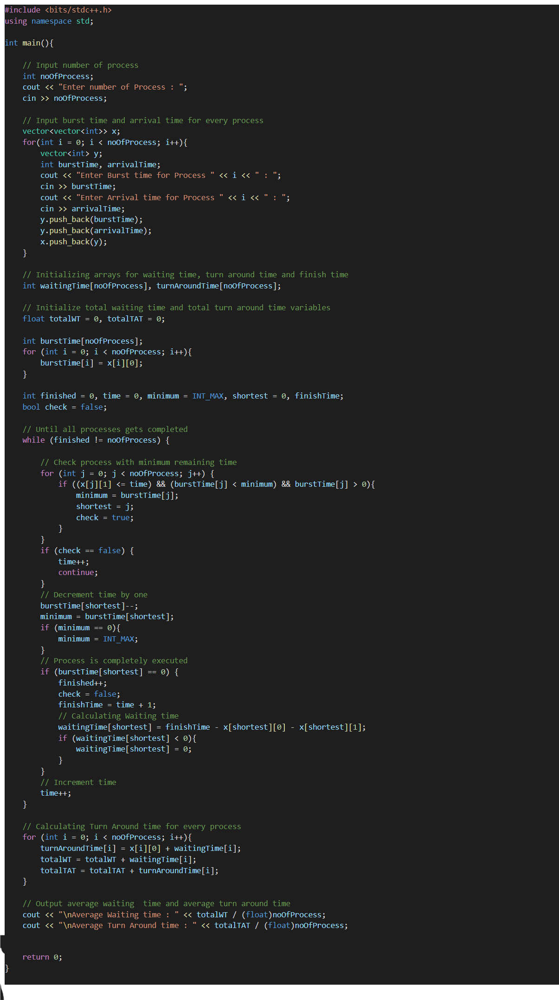 #include <bits/stdc++.h>
using namespace std;
int main(){
// Input number of process
int noOfProcess;
cout << "Enter number of Process : ";
cin >> noOfProcess;
// Input burst time and arrival time for every process
vector<vector<int>> x;
for(int i = 0; i < noOfProcess; i++){
vector<int> y;
int burstTime, arrivalTime;
cout << "Enter Burst time for Process " << i << " : ";
cin >> burstTime;
cout << "Enter Arrival time for Process " << i << " : ";
cin >> arrivalTime;
y.push_back(burstTime);
y.push_back(arrivalTime);
x.push_back(y);
}
// Initializing arrays for waiting time, turn around time and finish time
int waitingTime[noOfProcess], turnAroundTime[noOfProcess];
// Initialize total waiting time and total turn around time variables
float totalWT = 0, totalTAT = 0;
int burstTime[noOfProcess];
for (int i = 0; i < noOfProcess; i++){
burstTime[i] = x[i][0];
}
int finished = 0, time = 0, minimum = INT_MAX, shortest = 0, finishTime;
bool check = false;
// Until all processes gets completed
while (finished != noOfProcess) {
// Check process with minimum remaining time
for (int j = 0; j < noOfProcess; j++) {
if ((x[j][1] <= time) && (burstTime[j] < minimum) && burstTime[j] > 0){
minimum = burstTime[j];
shortest = j;
check = true;
}
}
if (check == false) {
time++;
continue;
}
// Decrement time by one
burstTime[shortest]--;
minimum = burstTime[shortest];
if (minimum == 0){
minimum = INT_MAX;
}
// Process is completely executed
if (burstTime[shortest] == 0) {
finished++;
check = false;
finishTime = time + 1;
// Calculating Waiting time
waitingTime[shortest] = finishTime - x[shortest][0] - x[shortest][1];
if (waitingTime[shortest] < 0){
waitingTime[shortest] = 0;
}
}
// Increment time
time++;
}
// Calculating Turn Around time for every process
for (int i = 0; i < noOfProcess; i++){
turnAroundTime[i] = x[i][0] + waitingTime[i];
totalWT = totalWT + waitingTime[i];
totalTAT = totalTAT + turnAroundTime[i];
}
// Output average waiting  time and average turn around time
cout << "\nAverage Waiting time : " << totalWT / (float)noOfProcess;
cout << "\nAverage Turn Around time : " << totalTAT / (float)noOfProcess;
return 0;
}